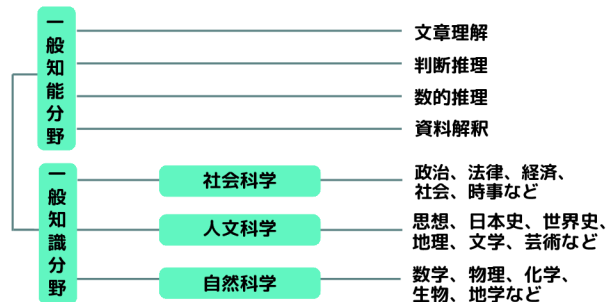 一般知能分野
文章理解
判断推理
数的推理
資料解釈
一般知識分野
社会科学
政治、法律、経済、
社会、時事など
人文科学
思想、日本史、世界史、
地理、文学、芸術など
自然科学
数学、物理、化学、
生物、地学など